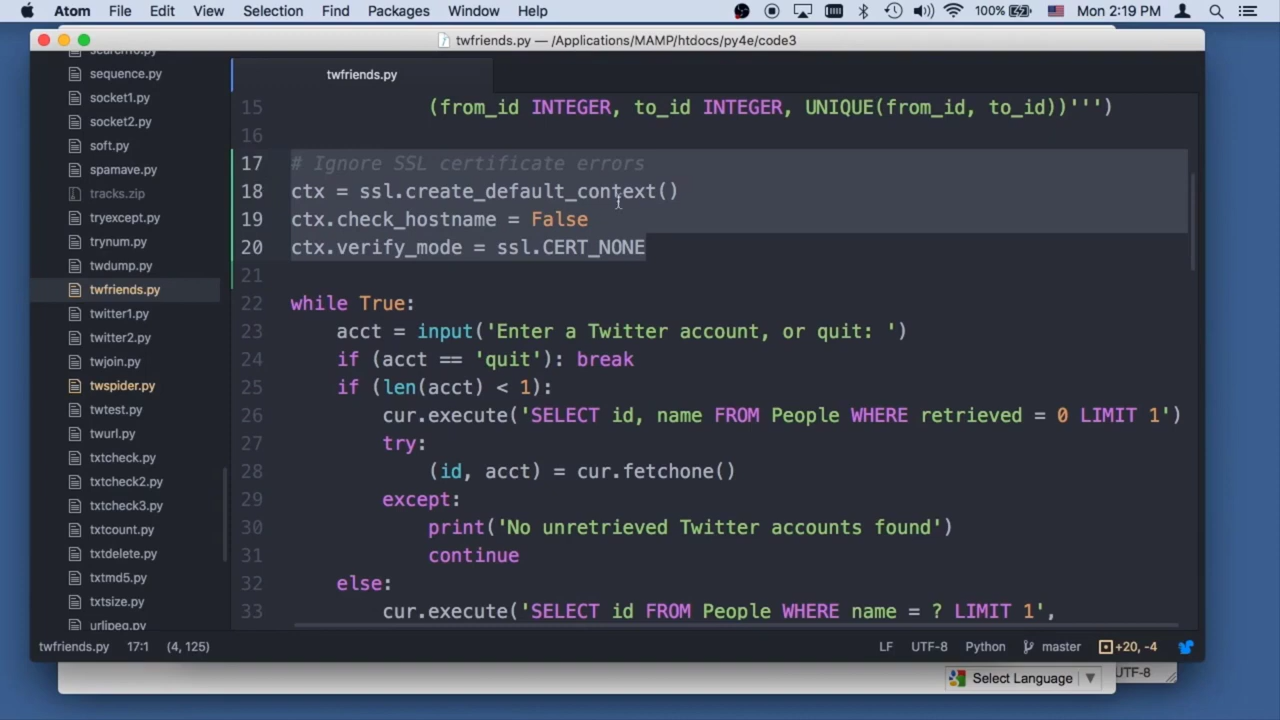 Atom File Edit View Selection Find Packages Window Help 100% Mon 2:19 PM
twfriends.py — /Applications/MAMP/htdocs/py4e/code3
sequence.py
socket1.py
socket2.py
soft.py
spamave.py
tracks.zip
tryexcept.py
trynum.py
twdump.py
twfriends.py
twitter1.py
twitter2.py
twjoin.py
twspider.py
twtest.py
twurl.py
txtcheck.py
txtcheck2.py
txtcheck3.py
txtcount.py
txtdelete.py
txtmd5.py
txtsize.py
urljpeg.py
twfriends.py
15 (from_id INTEGER, to_id INTEGER, UNIQUE(from_id, to_id))''')
16
17 # Ignore SSL certificate errors
18 ctx = ssl.create_default_context()
19 ctx.check_hostname = False
20 ctx.verify_mode = ssl.CERT_NONE
21
22 while True:
23 acct = input('Enter a Twitter account, or quit: ')
24 if (acct == 'quit'): break
25 if (len(acct) < 1):
26 cur.execute('SELECT id, name FROM People WHERE retrieved = 0 LIMIT 1')
27 try:
28 (id, acct) = cur.fetchone()
29 except:
30 print('No unretrieved Twitter accounts found')
31 continue
32 else:
33 cur.execute('SELECT id FROM People WHERE name = ? LIMIT 1',
twfriends.py 17:1 (4, 125) LF UTF-8 Python master +20, -4
Select Language ▼ UTF-8